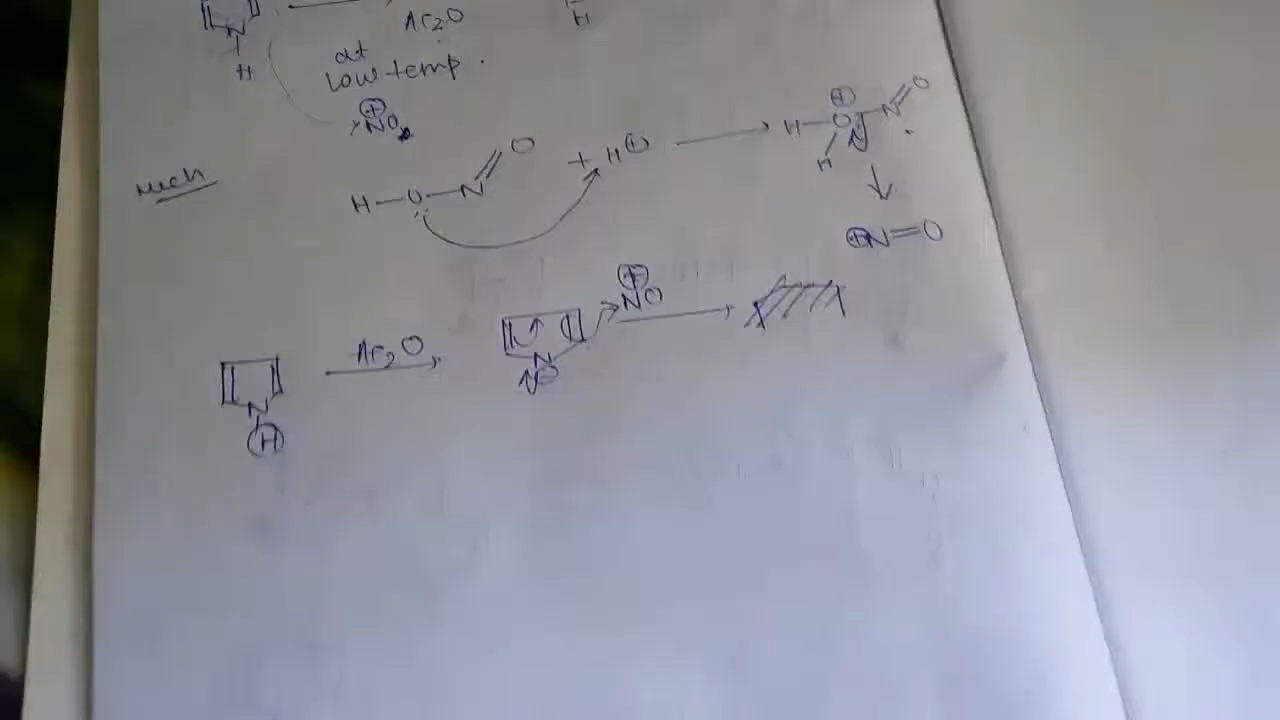 N
H
Ac₂O
H
at
Low temp.
⊕
NO₂
Mech
H—O—N=O + H⊕ ⟶ H—O—N=O
⊕
H
⊕N=O
⊕
NO
Ac₂O
N
N
H